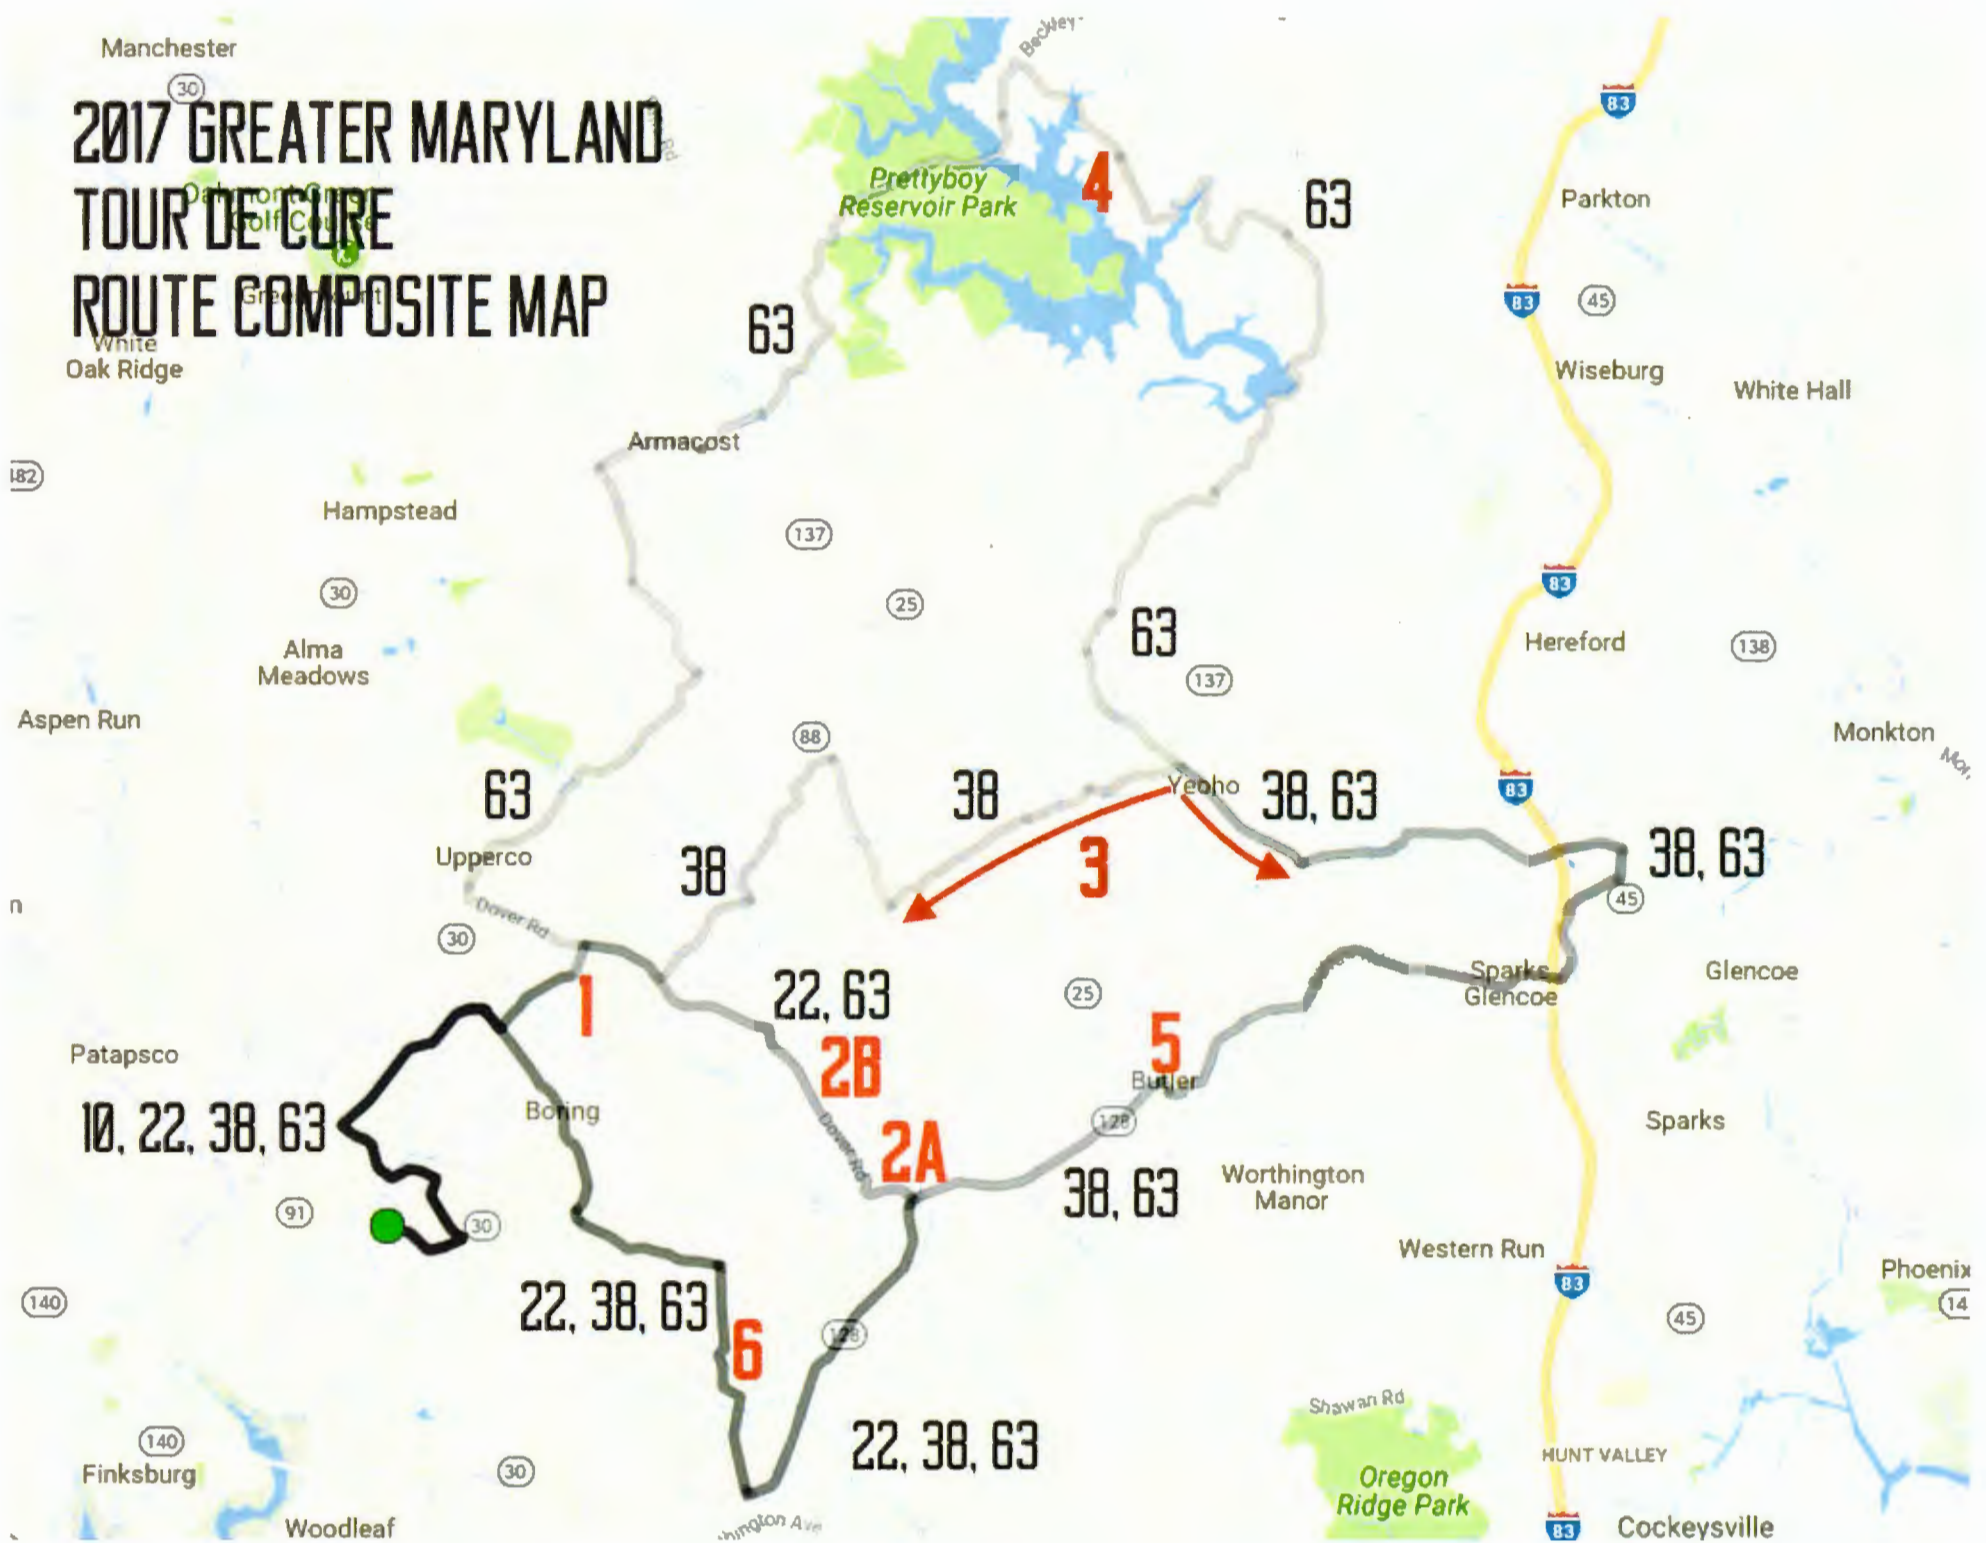 Manchester
30
2017 GREATER MARYLAND
TOUR DE CURE
ROUTE COMPOSITE MAP
White
Oak Ridge
Beckley
Prettyboy
Reservoir Park
4
63
83
Parkton
83
45
63
Wiseburg
White Hall
Armacost
Hampstead
137
30
25
83
Alma
Meadows
63
137
Hereford
138
Aspen Run
88
Monkton
63
38
Yeoho
38, 63
83
Upperco
38
3
38, 63
45
Dover Rd
30
1
22, 63
25
Sparks
Glencoe
Glencoe
Patapsco
2B
5
Butler
10, 22, 38, 63
Boring
128
Sparks
Dover Rd
2A
Worthington
Manor
38, 63
91
30
Western Run
83
Phoenix
14
140
22, 38, 63
6
128
45
Shawan Rd
140
Finksburg
30
22, 38, 63
HUNT VALLEY
Oregon
Ridge Park
Woodleaf
83
Cockeysville